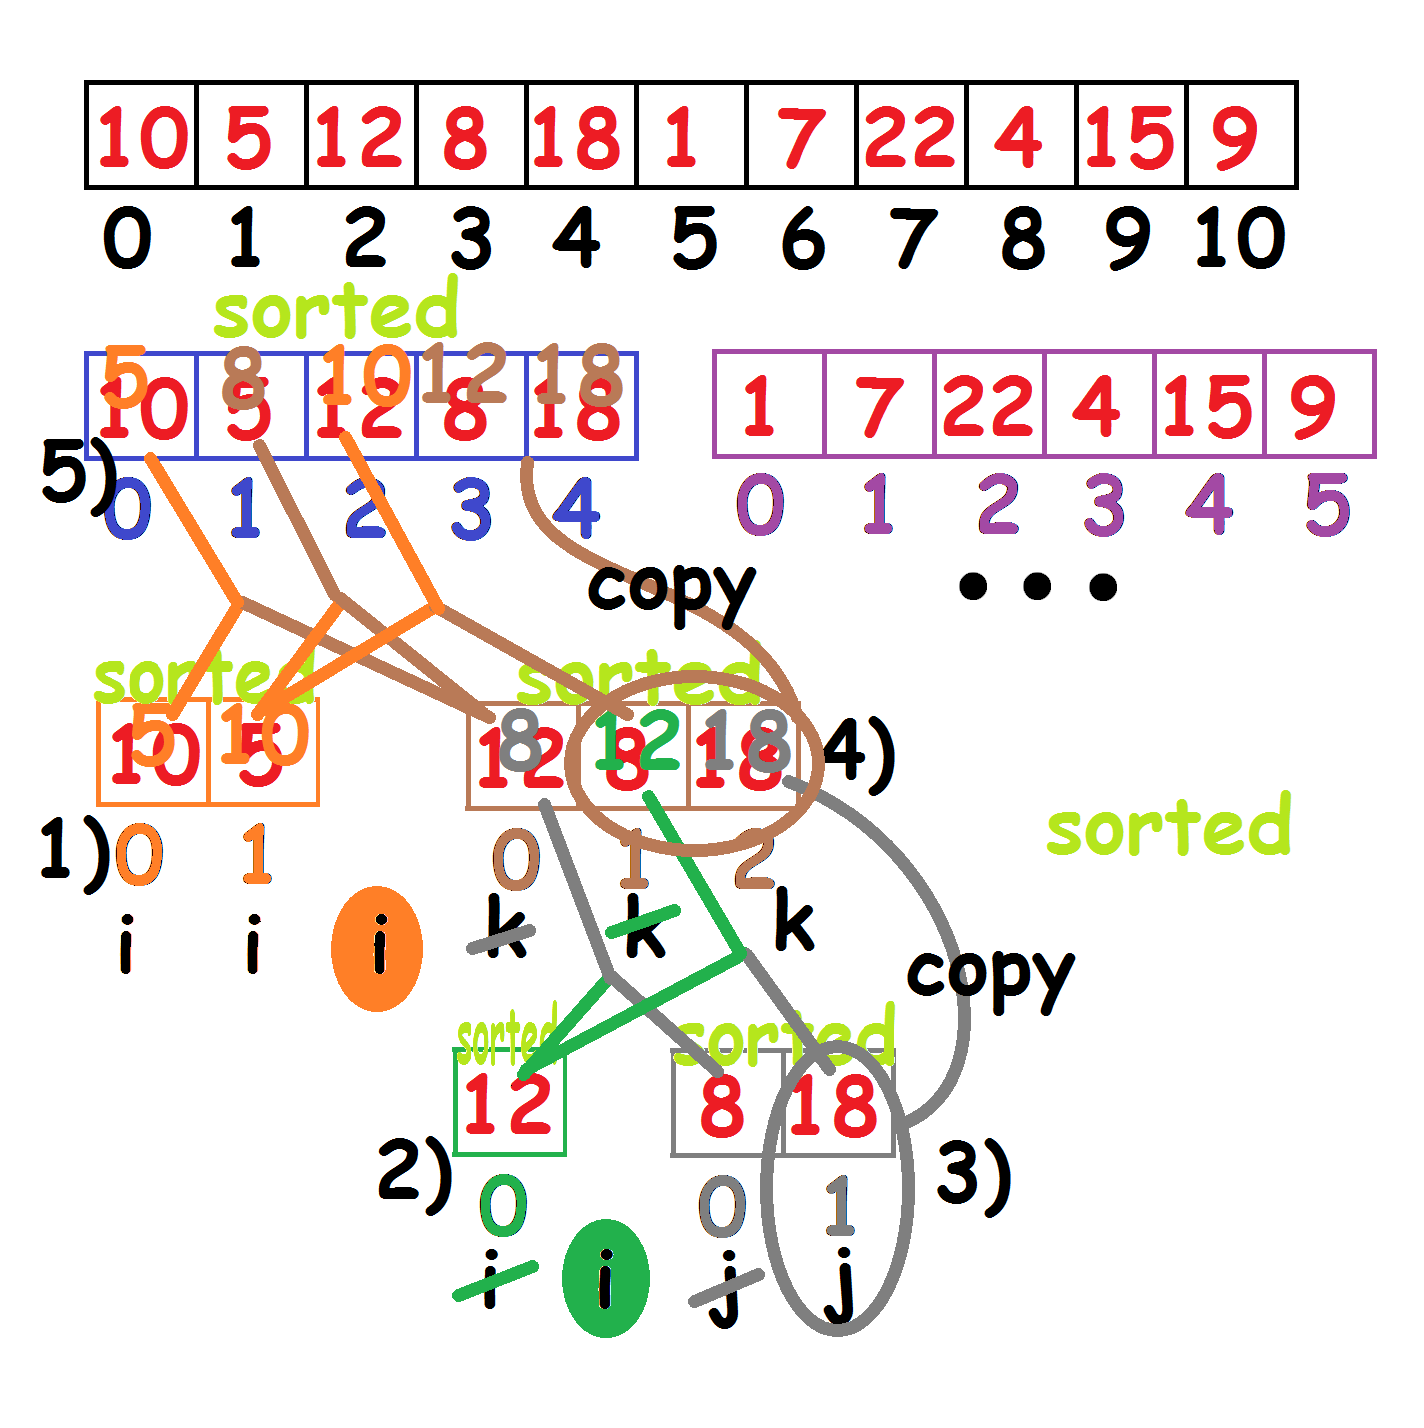 10 5 12 8 18 1 7 22 4 15 9
0 1 2 3 4 5 6 7 8 9 10
sorted
5 8 10 12 18
10 5 12 8 18 1 7 22 4 15 9
5) 0 1 2 3 4 0 1 2 3 4 5
copy
sorted sorted
5 10 8 12 18
10 5 12 8 18 4)
sorted
1) 0 1 0 1 2
i i i k k k
copy
sorted sorted
12 8 18
2) 3)
0 0 1
i i j j